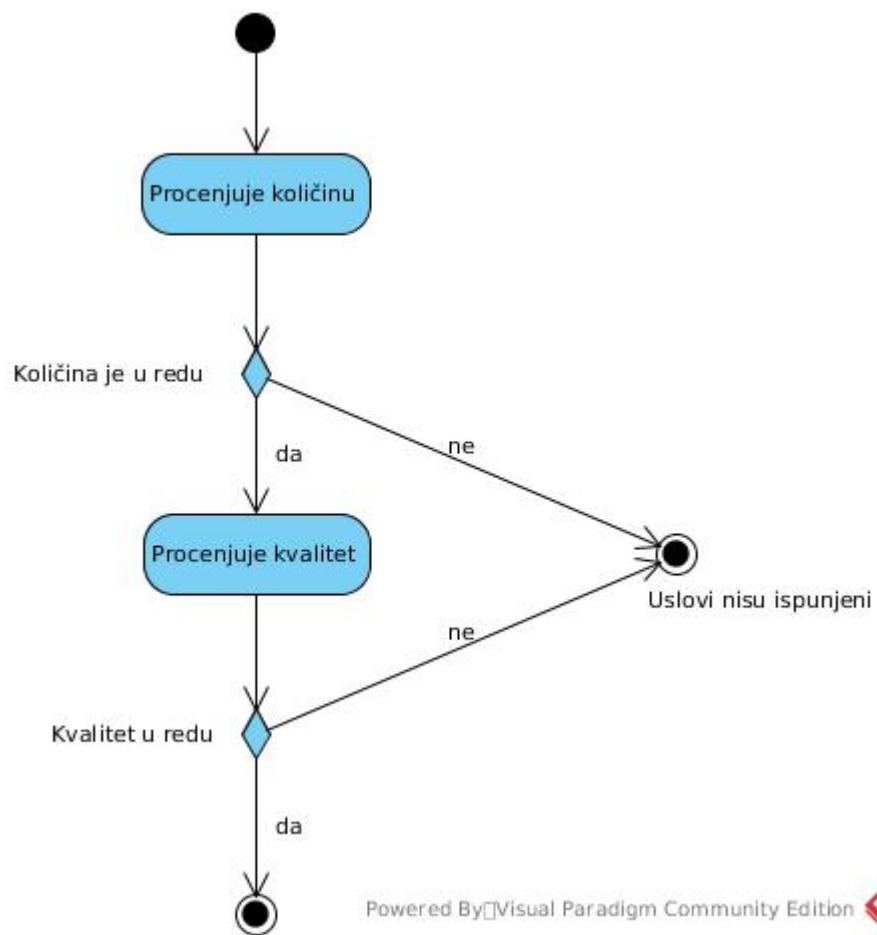 Procenjuje količinu
Količina je u redu
ne
da
Procenjuje kvalitet
Uslovi nisu ispunjeni
ne
Kvalitet u redu
da
Powered By Visual Paradigm Community Edition